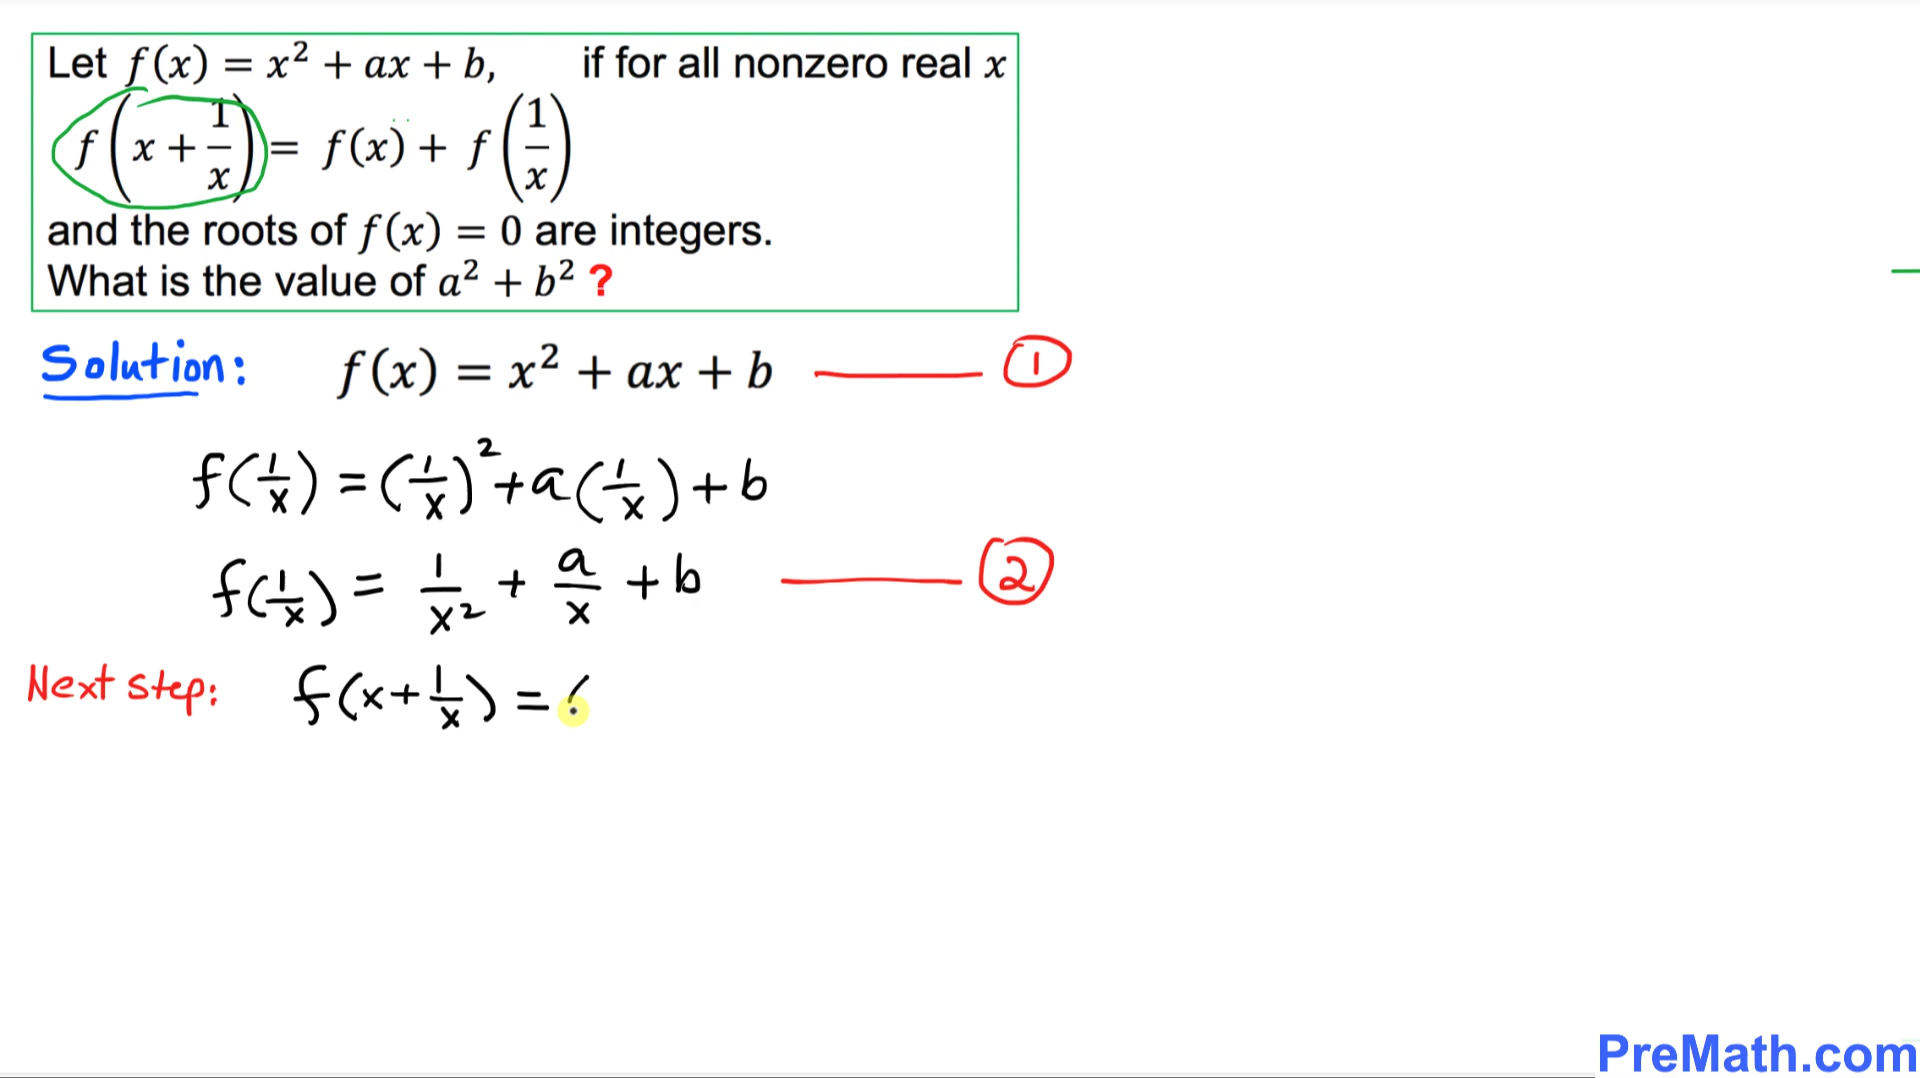 Let f(x) = x² + ax + b, if for all nonzero real x
f(x + 1/x) = f(x) + f(1/x)
and the roots of f(x) = 0 are integers.
What is the value of a² + b² ?
Solution: f(x) = x² + ax + b ——— ①
f(1/x) = (1/x)² + a(1/x) + b
f(1/x) = 1/x² + a/x + b ——— ②
Next step: f(x + 1/x) = (
PreMath.com